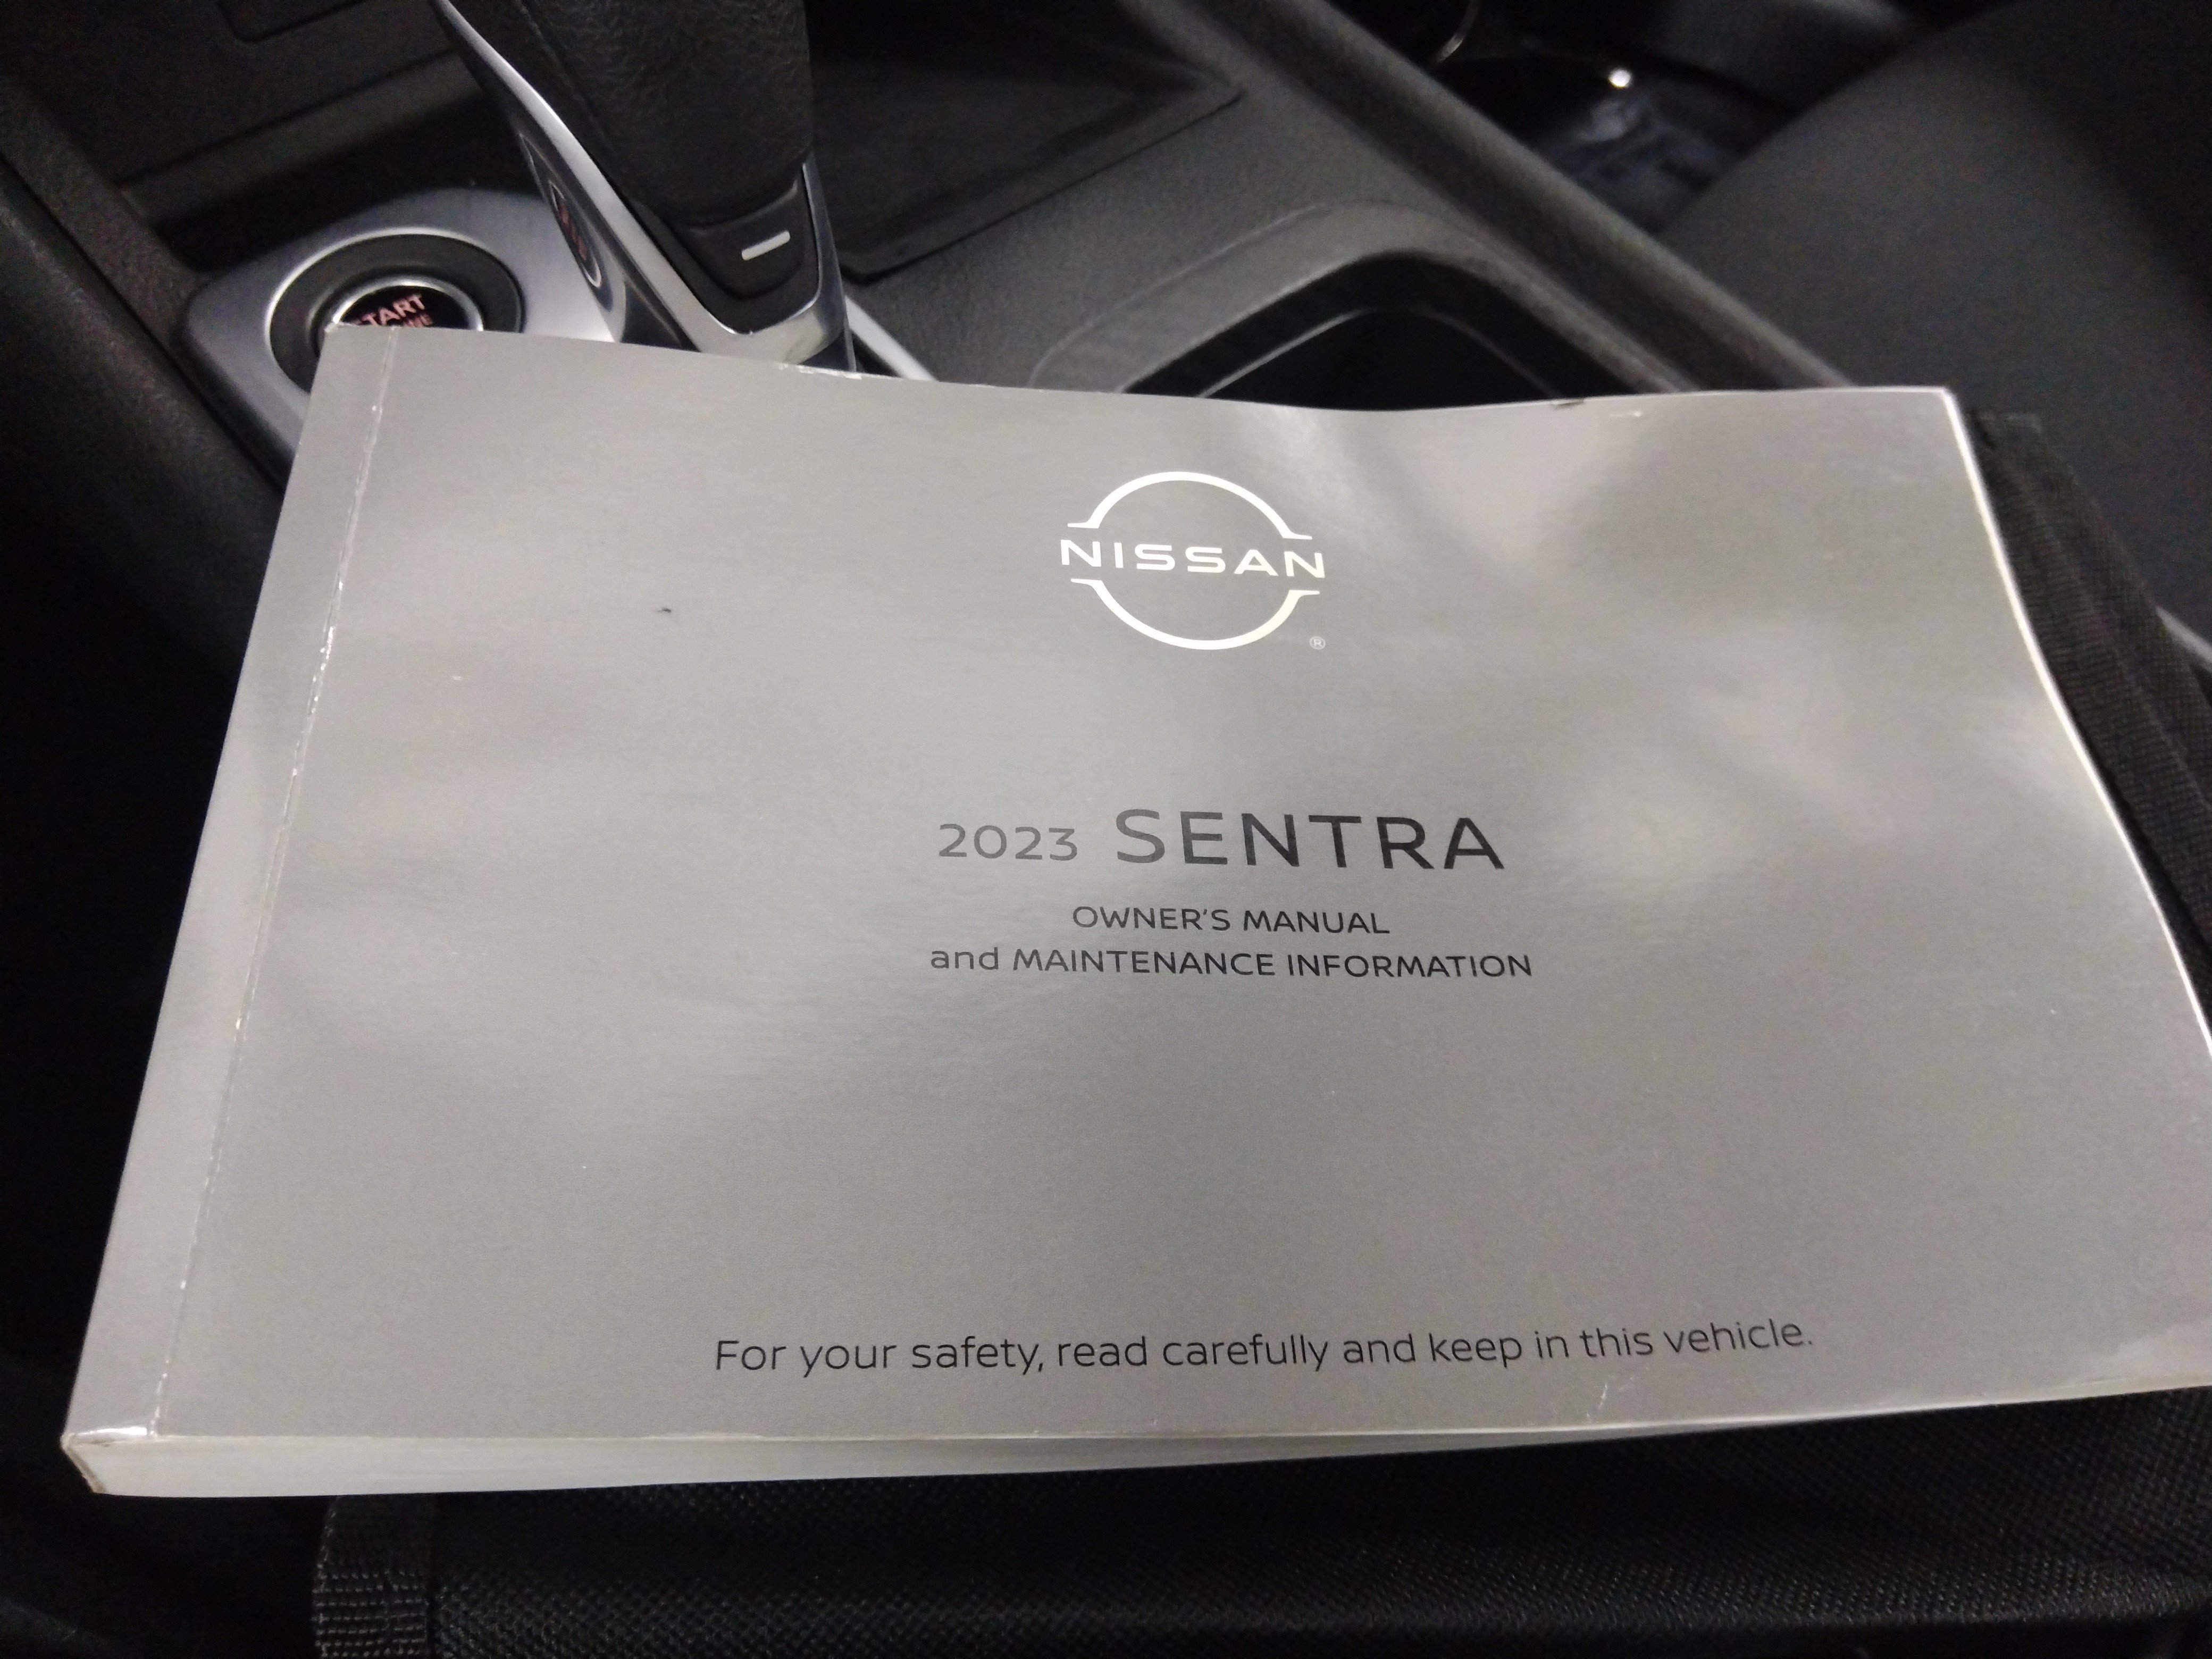 START
NISSAN
®
2023 SENTRA
OWNER'S MANUAL
and MAINTENANCE INFORMATION
For your safety, read carefully and keep in this vehicle.